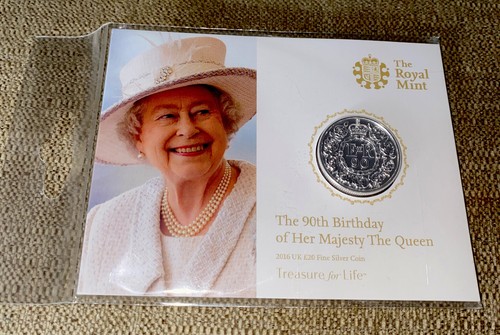 The
Royal
Mint
The 90th Birthday
of Her Majesty The Queen
2016 UK £20 Fine Silver Coin
Treasure for Life™